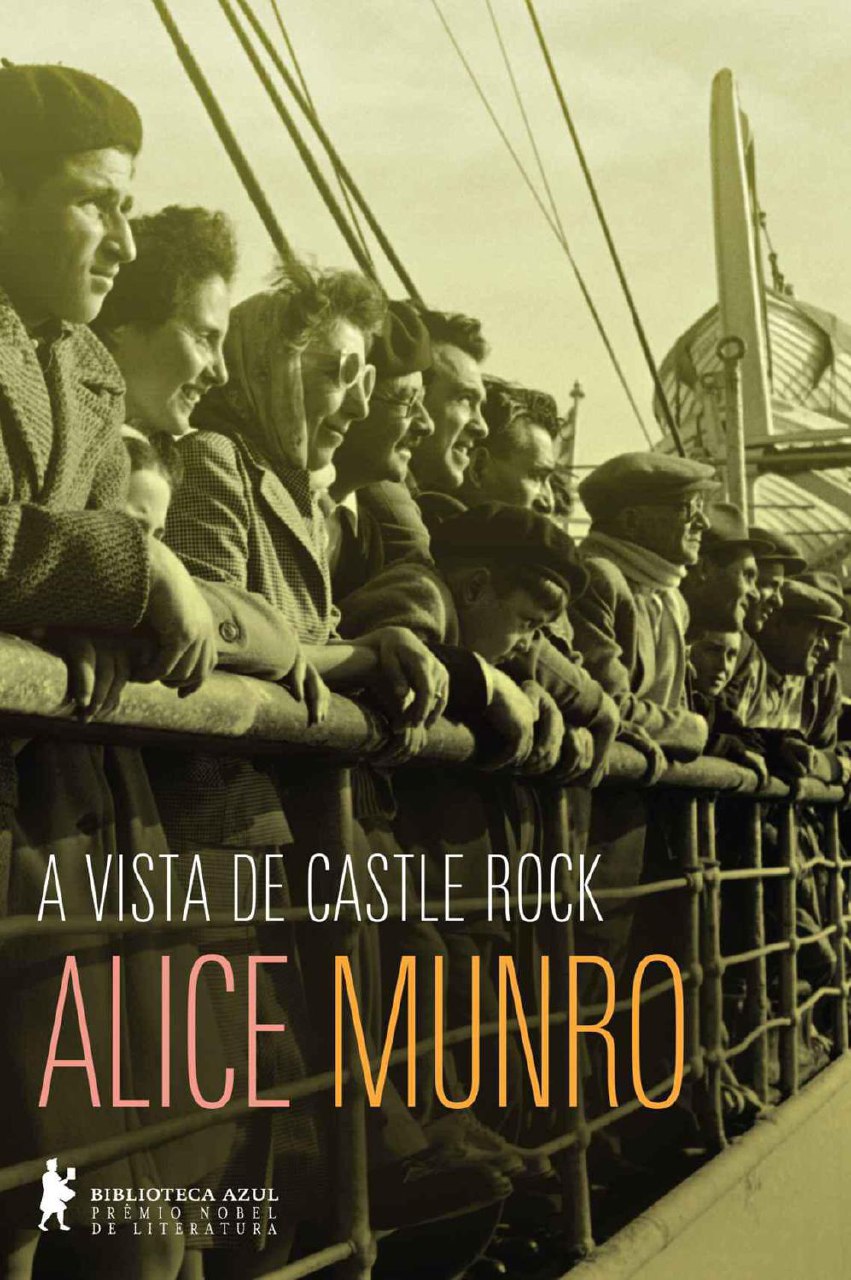 A VISTA DE CASTLE ROCK
ALICE MUNRO
BIBLIOTECA AZUL
PRÊMIO NOBEL
DE LITERATURA